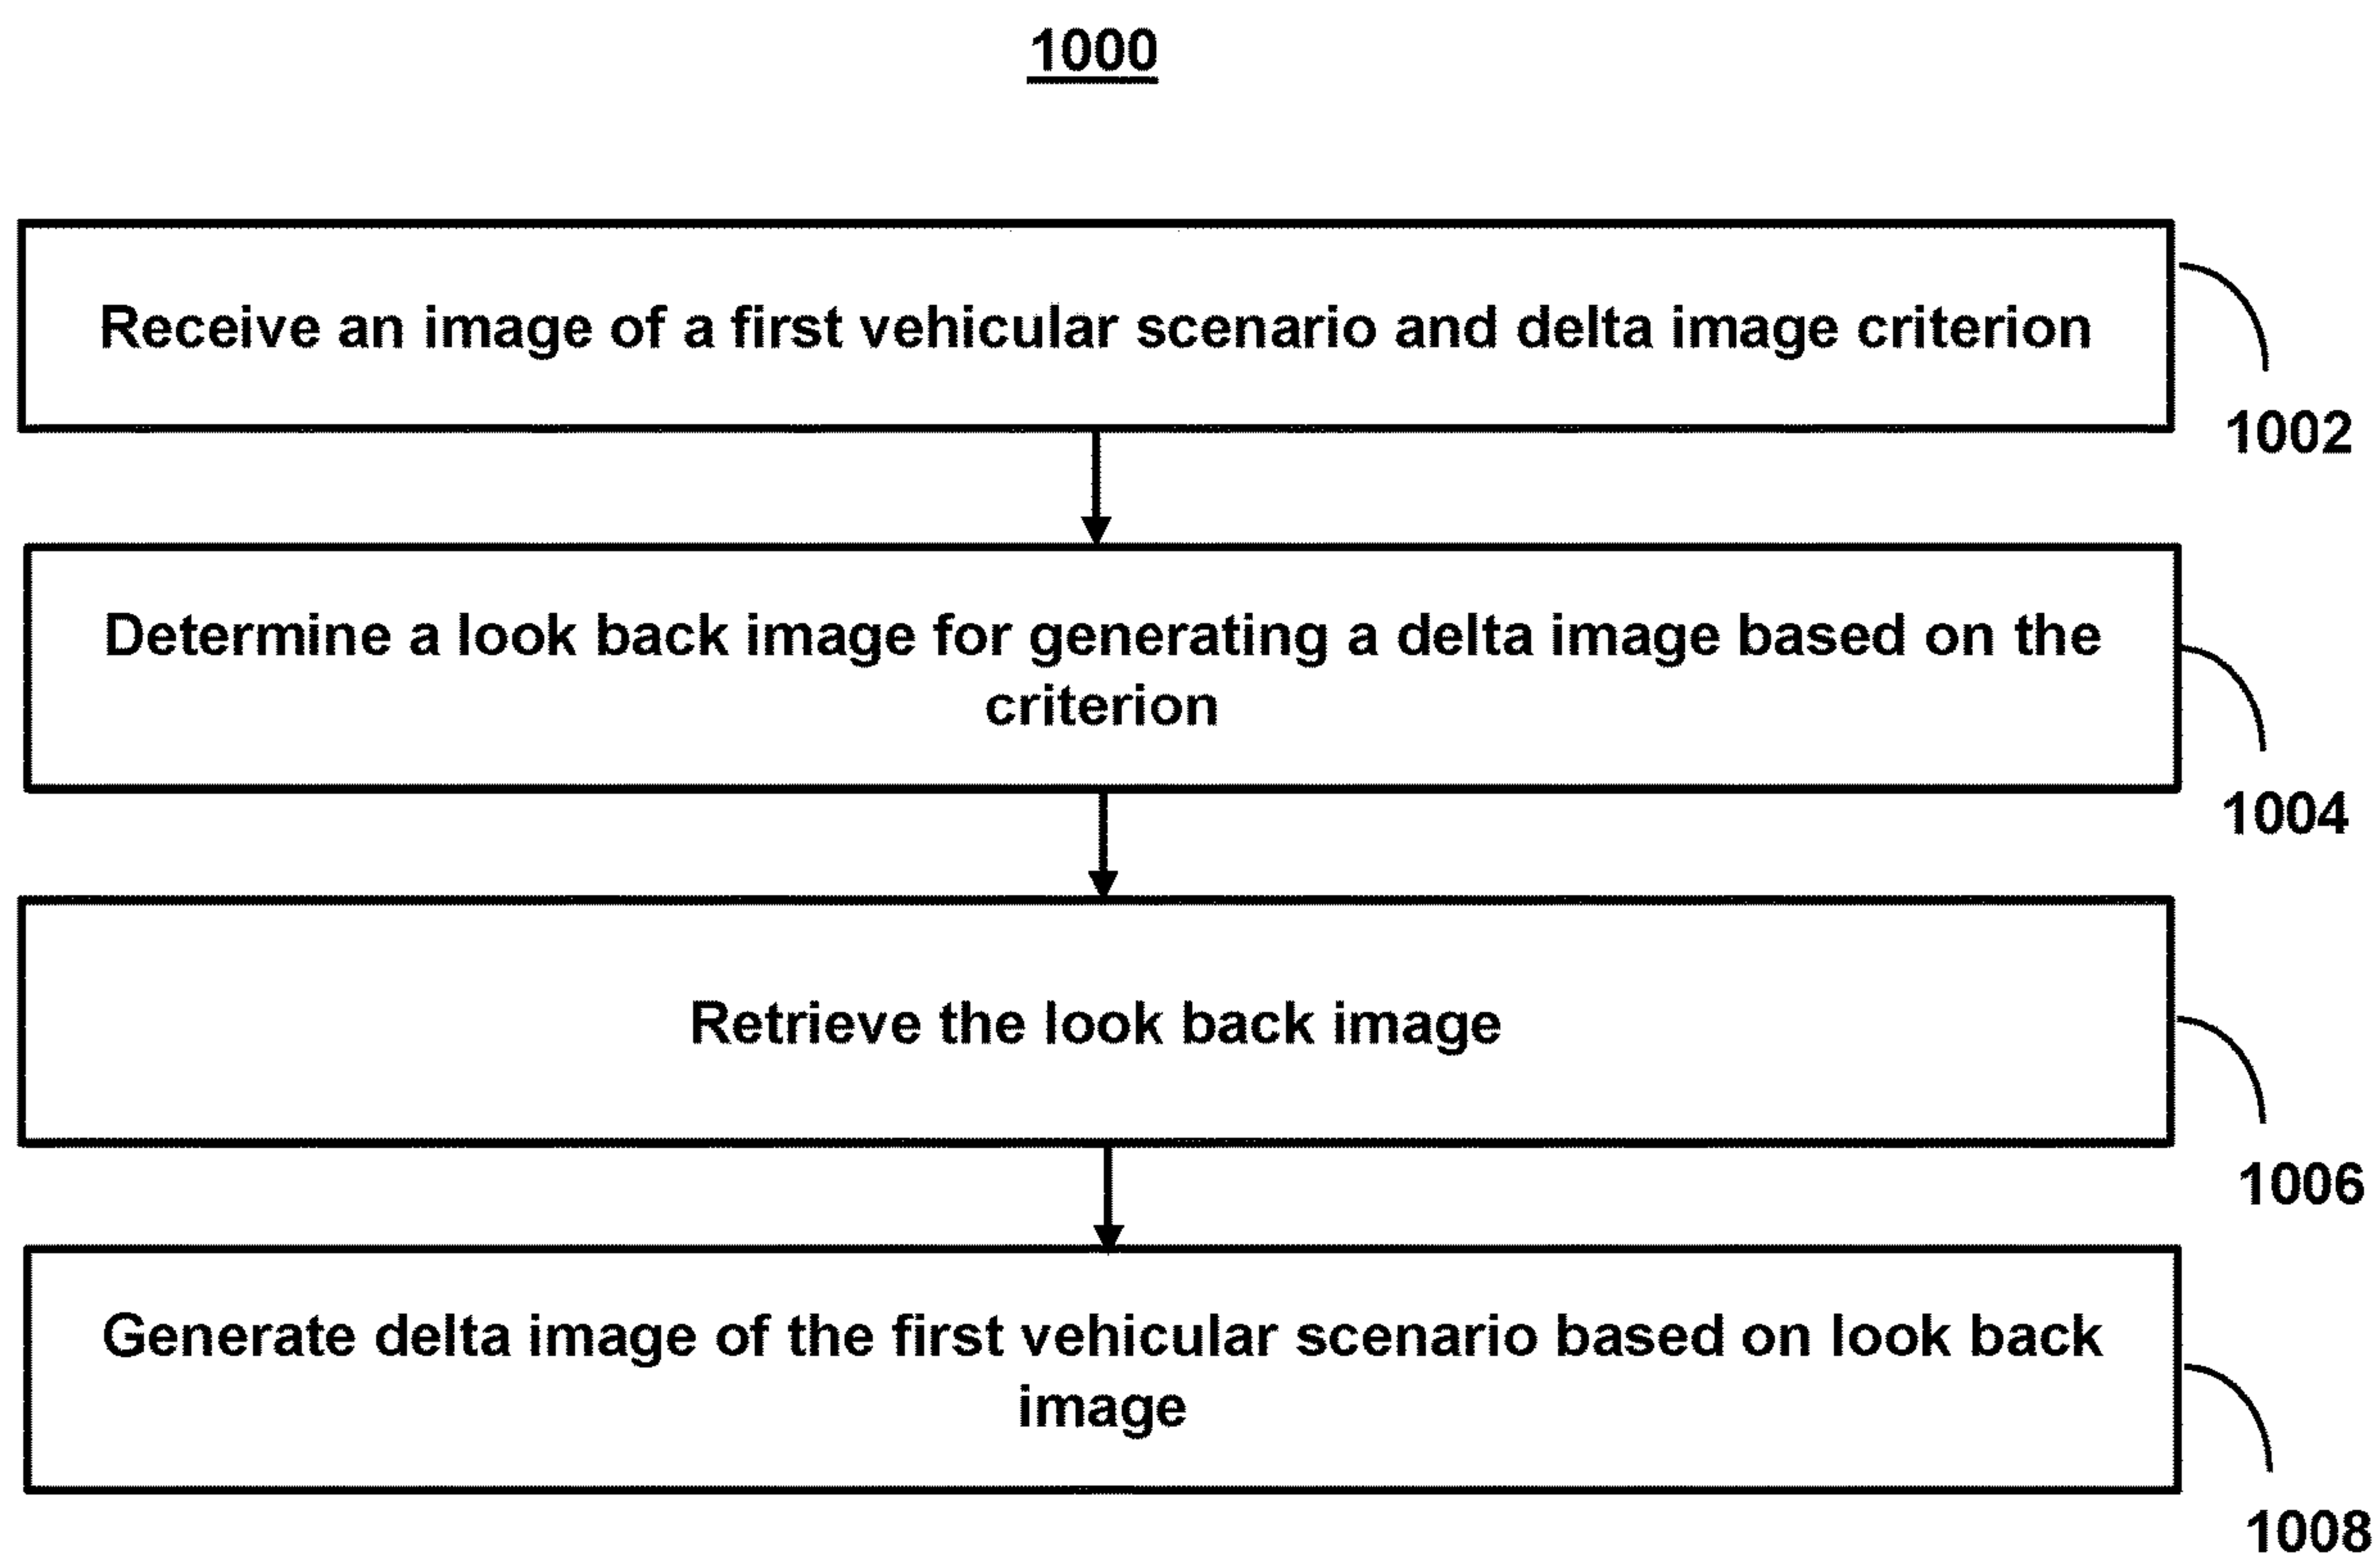 1000
Receive an image of a first vehicular scenario and delta image criterion
1002
Determine a look back image for generating a delta image based on the
criterion
1004
Retrieve the look back image
1006
Generate delta image of the first vehicular scenario based on look back
image
1008